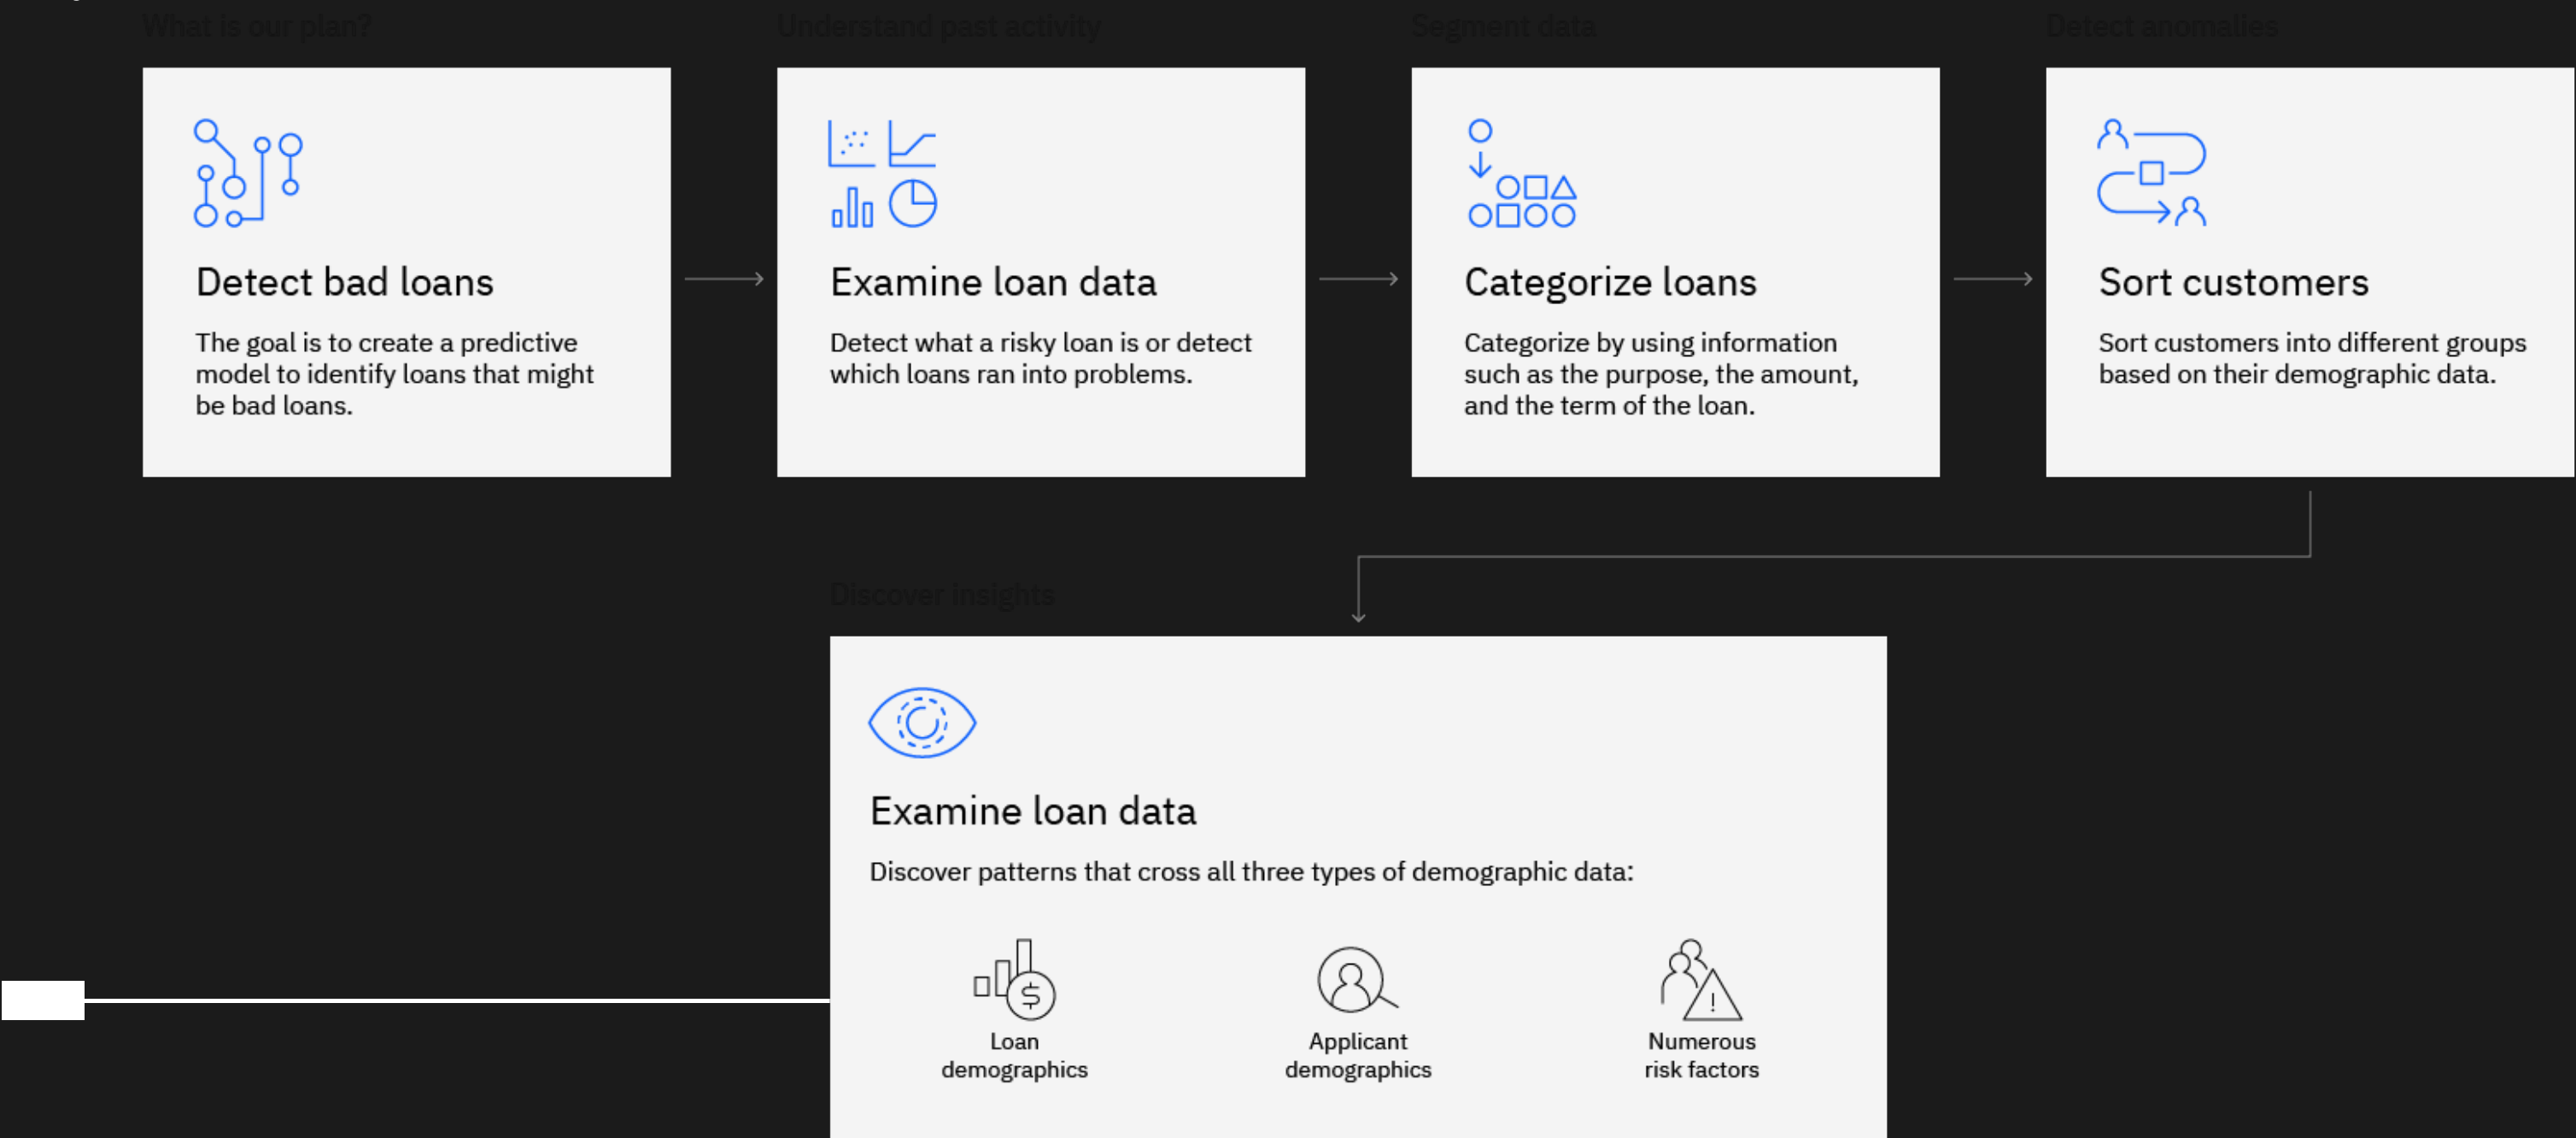 What is our plan?
Understand past activity
Segment data
Detect anomalies
Detect bad loans
The goal is to create a predictive
model to identify loans that might
be bad loans.
Examine loan data
Detect what a risky loan is or detect
which loans ran into problems.
Categorize loans
Categorize by using information
such as the purpose, the amount,
and the term of the loan.
Sort customers
Sort customers into different groups
based on their demographic data.
Discover insights
Examine loan data
Discover patterns that cross all three types of demographic data:
$
!
Loan
demographics
Applicant
demographics
Numerous
risk factors